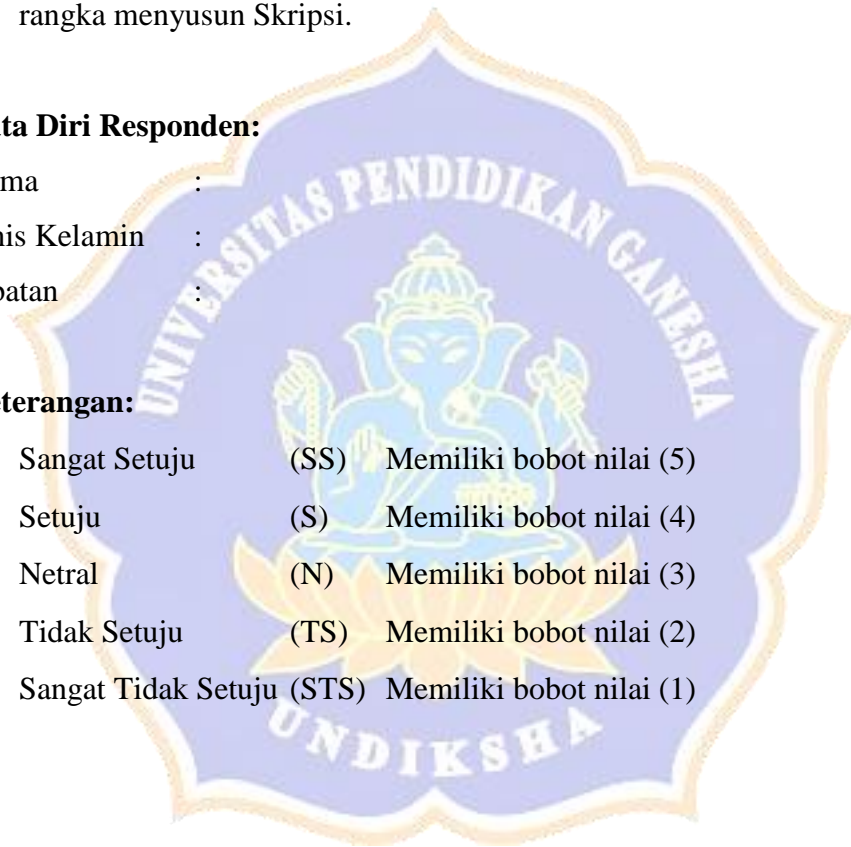 rangka menyusun Skripsi.
ta Diri Responden:
ma :
nis Kelamin :
batan :
eterangan:
Sangat Setuju (SS) Memiliki bobot nilai (5)
Setuju (S) Memiliki bobot nilai (4)
Netral (N) Memiliki bobot nilai (3)
Tidak Setuju (TS) Memiliki bobot nilai (2)
Sangat Tidak Setuju (STS) Memiliki bobot nilai (1)
UNIVERSITAS PENDIDIKAN GANESHA
UNDIKSHA